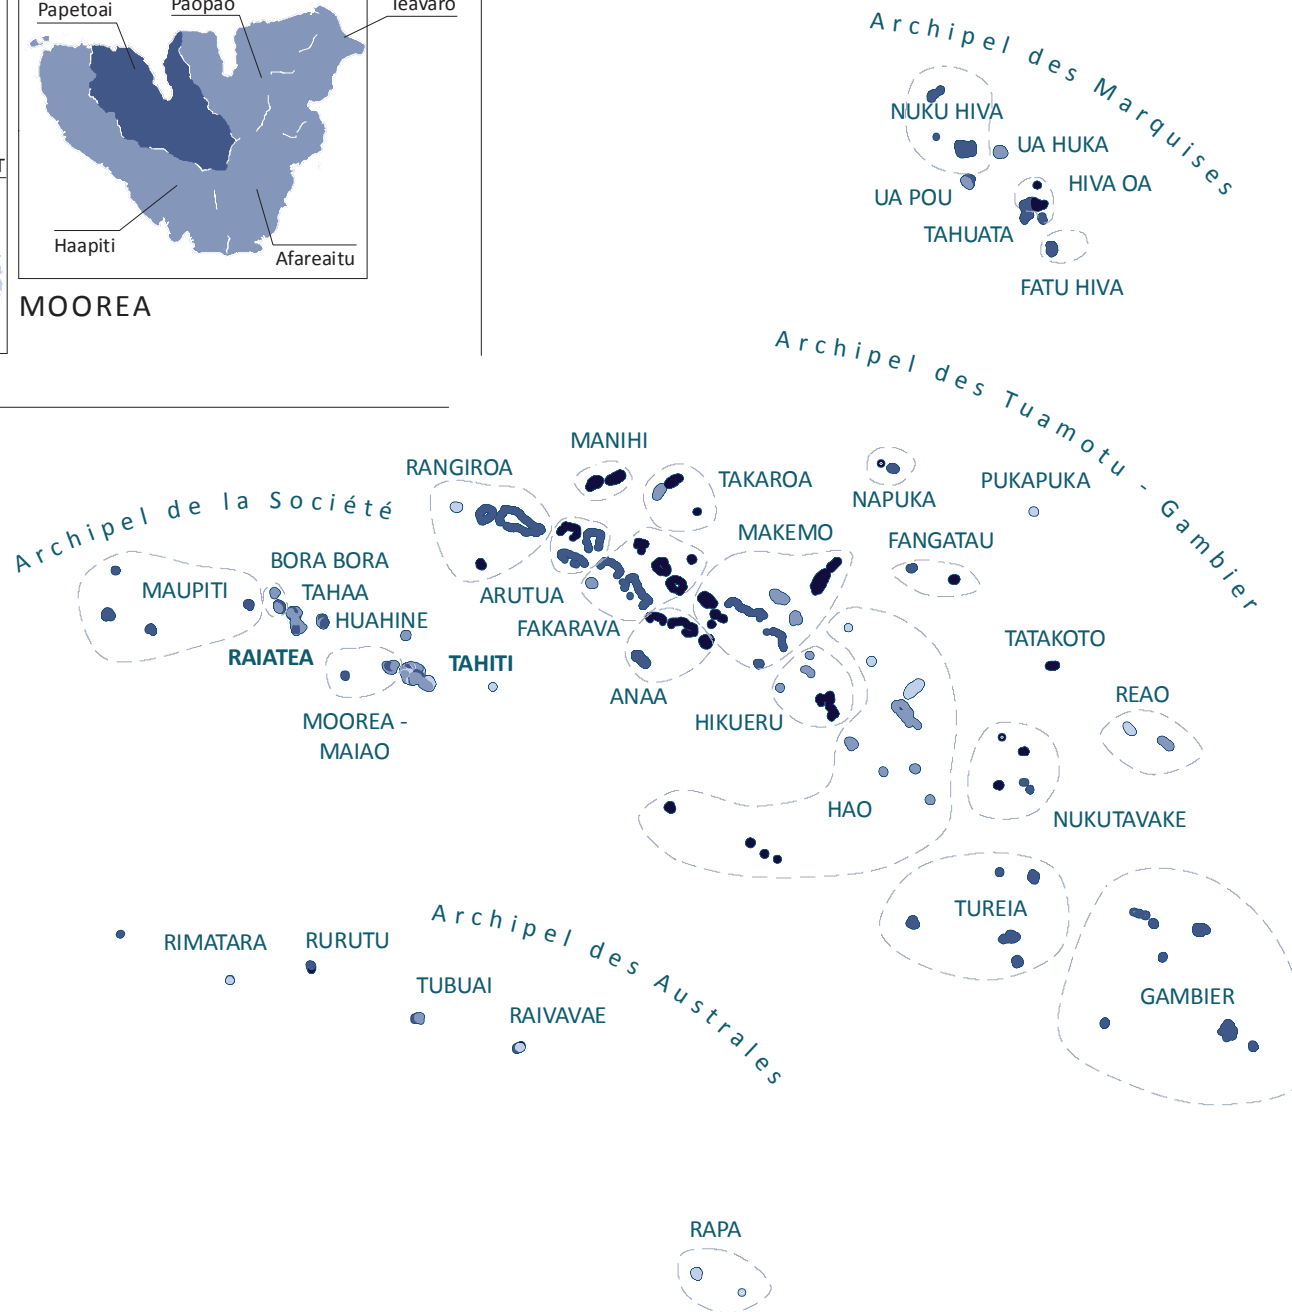 Papetoai
Paopao
Teavaro
Haapiti
Afareaitu
MOOREA
Archipel des Marquises
NUKU HIVA
UA HUKA
HIVA OA
UA POU
TAHUATA
FATU HIVA
Archipel des Tuamotu - Gambier
MANIHI
RANGIROA
TAKAROA
NAPUKA
PUKAPUKA
Archipel de la Société
MAKEMO
FANGATAU
BORA BORA
MAUPITI
TAHAA
ARUTUA
HUAHINE
FAKARAVA
TATAKOTO
RAIATEA
TAHITI
ANAA
REAO
MOOREA -
MAIAO
HIKUERU
HAO
NUKUTAVAKE
TUREIA
Archipel des Australes
RIMATARA
RURUTU
TUBUAI
RAIVAVAE
GAMBIER
RAPA